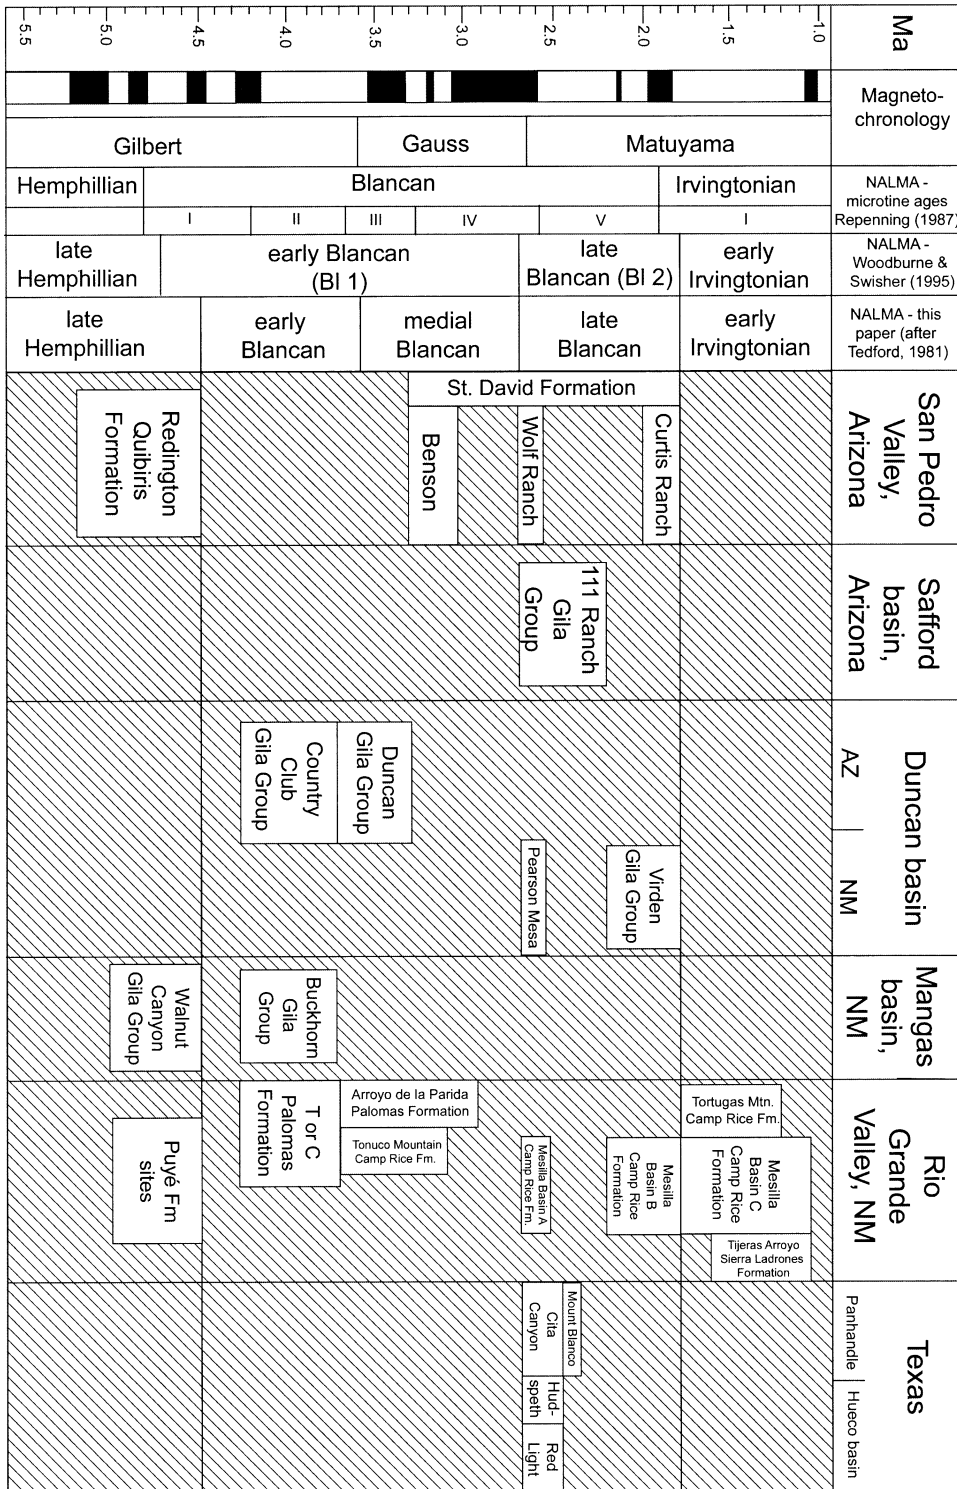 5.5
5.0
4.5
4.0
3.5
3.0
2.5
2.0
1.5
1.0
Ma
Magneto-
chronology
Gilbert
Gauss
Matuyama
Hemphillian
Blancan
Irvingtonian
I
II
III
IV
V
I
NALMA -
microtine ages
Repenning (1987)
late
Hemphillian
early Blancan
(Bl 1)
late
Blancan (Bl 2)
early
Irvingtonian
NALMA -
Woodburne &
Swisher (1995)
late
Hemphillian
early
Blancan
medial
Blancan
late
Blancan
early
Irvingtonian
NALMA - this
paper (after
Tedford, 1981)
San Pedro
Valley,
Arizona
St. David Formation
Redington
Quibiris
Formation
Benson
Wolf Ranch
Curtis Ranch
Safford
basin,
Arizona
111 Ranch
Gila
Group
Duncan basin
AZ
NM
Country
Club
Gila Group
Duncan
Gila Group
Pearson Mesa
Virden
Gila Group
Mangas
basin,
NM
Walnut
Canyon
Gila Group
Buckhorn
Gila
Group
Rio
Grande
Valley, NM
Puyé Fm
sites
T or C
Palomas
Formation
Arroyo de la Parida
Palomas Formation
Tonuco Mountain
Camp Rice Fm.
Mesilla Basin A
Camp Rice Fm.
Mesilla
Basin B
Camp Rice
Formation
Tortugas Mtn.
Camp Rice Fm.
Mesilla
Basin C
Camp Rice
Formation
Tijeras Arroyo
Sierra Ladrones
Formation
Texas
Panhandle
Hueco basin
Mount Blanco
Cita
Canyon
Hud-
speth
Red
Light